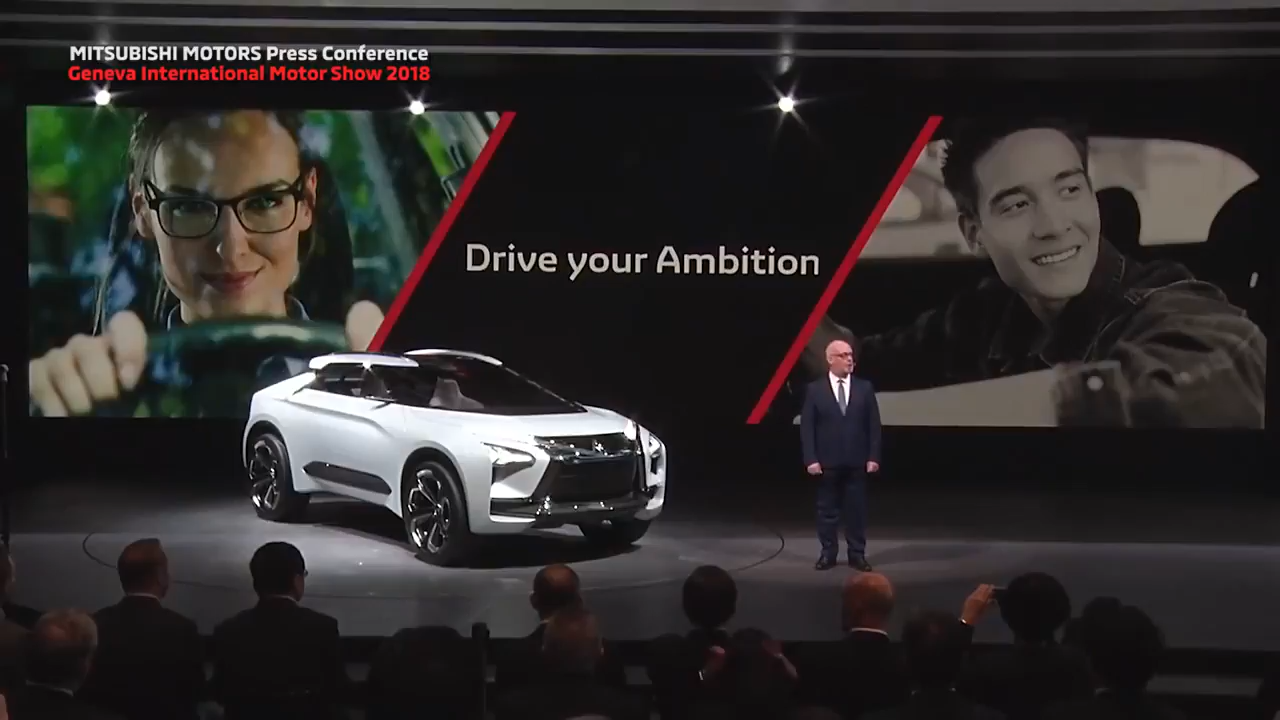 MITSUBISHI MOTORS Press Conference
Geneva International Motor Show 2018
Drive your Ambition